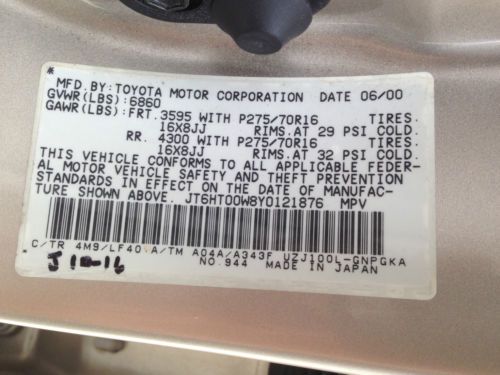 MFD.BY:TOYOTA MOTOR CORPORATION DATE 06/00
GVWR(LBS):6860
GAWR(LBS):FRT.3595 WITH P275/70R16 TIRES.
16X8JJ RIMS.AT 29 PSI COLD.
RR. 4300 WITH P275/70R16 TIRES.
16X8JJ RIMS.AT 32 PSI COLD.
THIS VEHICLE CONFORMS TO ALL APPLICABLE FEDER-
AL MOTOR VEHICLE SAFETY AND THEFT PREVENTION
STANDARDS IN EFFECT ON THE DATE OF MANUFAC-
TURE SHOWN ABOVE. JT6HT00W8Y0121876 MPV
C/TR 4M9/LF40 A/TM A04A/A343F UZJ100L-GNPGKA
NO.944 MADE IN JAPAN